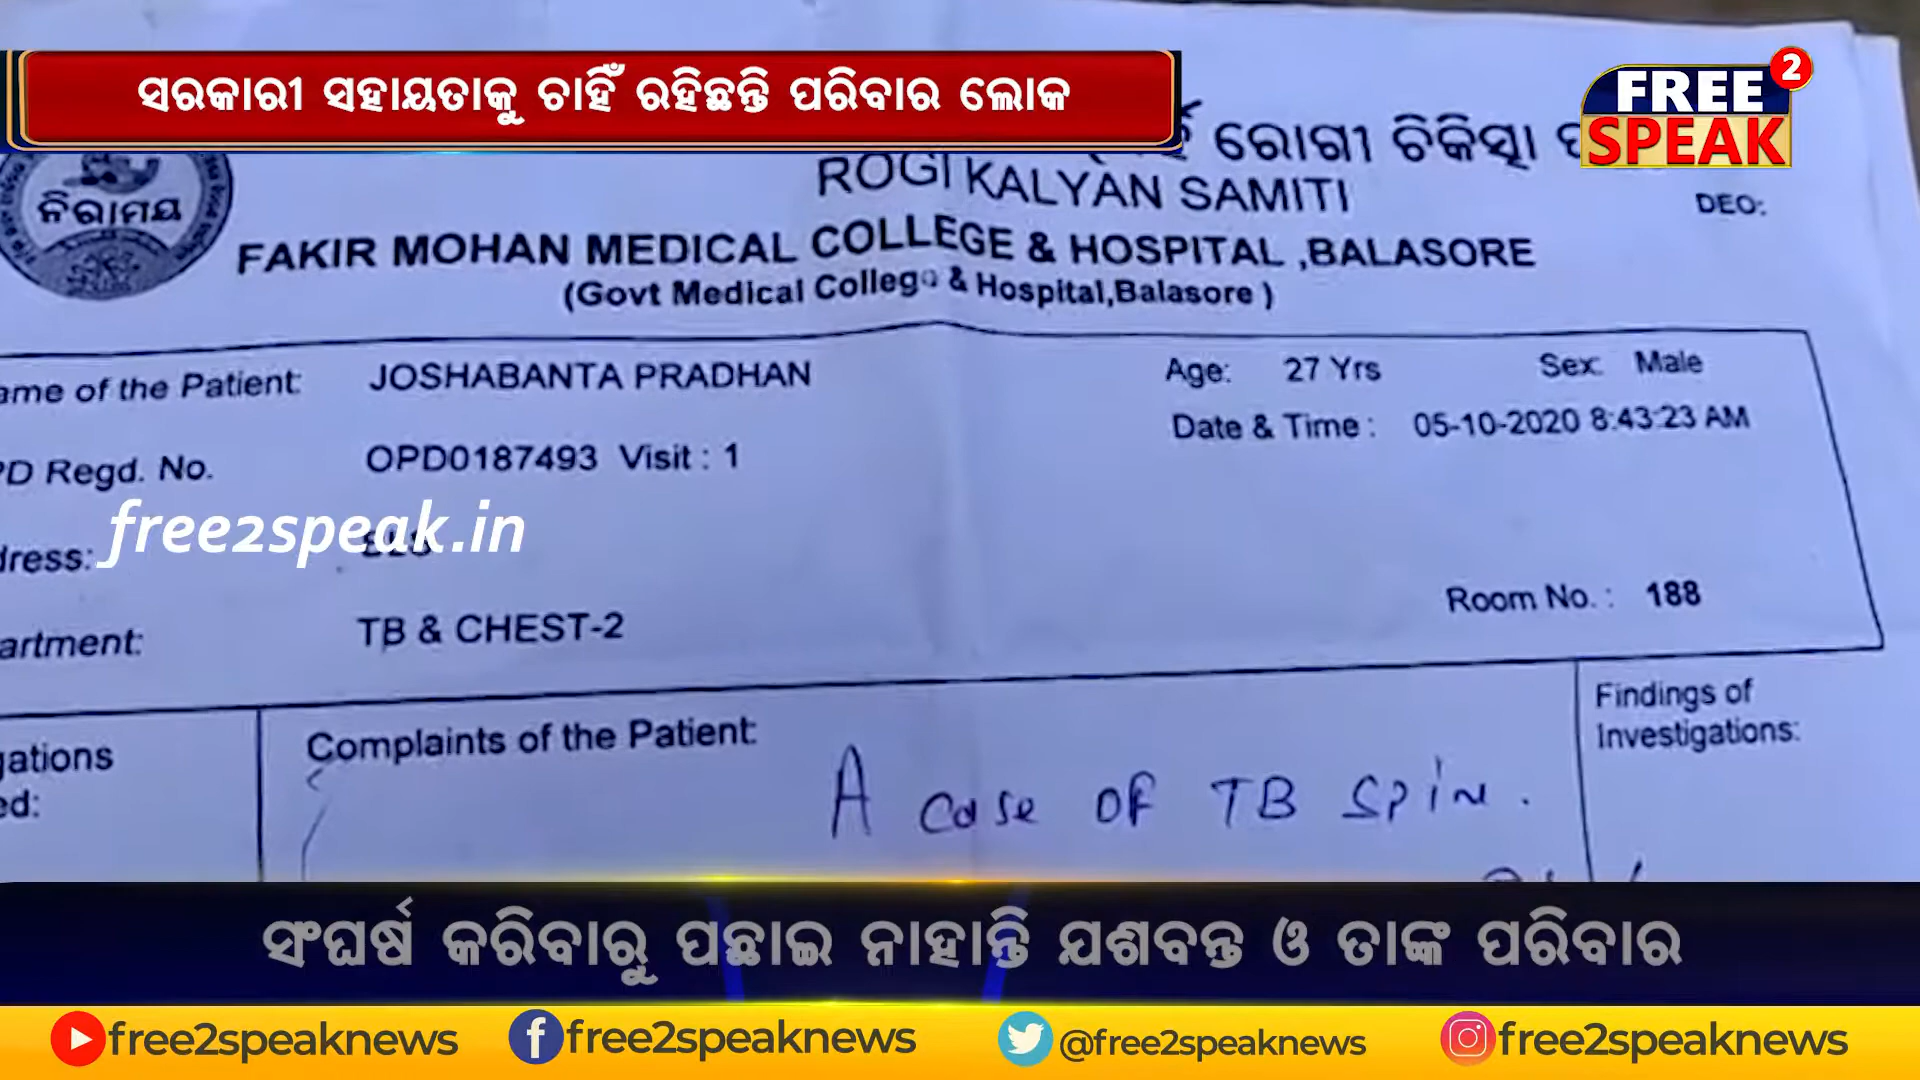 ସରକାରୀ ସହାୟତାକୁ ଚାହିଁ ରହିଛନ୍ତି ପରିବାର ଲୋକ
FREE 2
SPEAK
ରୋଗୀ ଚିକିତ୍ସା
ନିରାମୟ
ROGI KALYAN SAMITI
DEO:
FAKIR MOHAN MEDICAL COLLEGE & HOSPITAL ,BALASORE
(Govt Medical College & Hospital,Balasore )
ame of the Patient: JOSHABANTA PRADHAN Age: 27 Yrs Sex: Male
Date & Time : 05-10-2020 8:43:23 AM
PD Regd. No. OPD0187493 Visit : 1
free2speak.in
dress:
Room No. : 188
artment: TB & CHEST-2
gations
ed:
Complaints of the Patient:
Findings of
Investigations:
A case of TB Spine.
ସଂଘର୍ଷ କରିବାରୁ ପଛାଇ ନାହାନ୍ତି ଯଶବନ୍ତ ଓ ତାଙ୍କ ପରିବାର
free2speaknews free2speaknews @free2speaknews free2speaknews